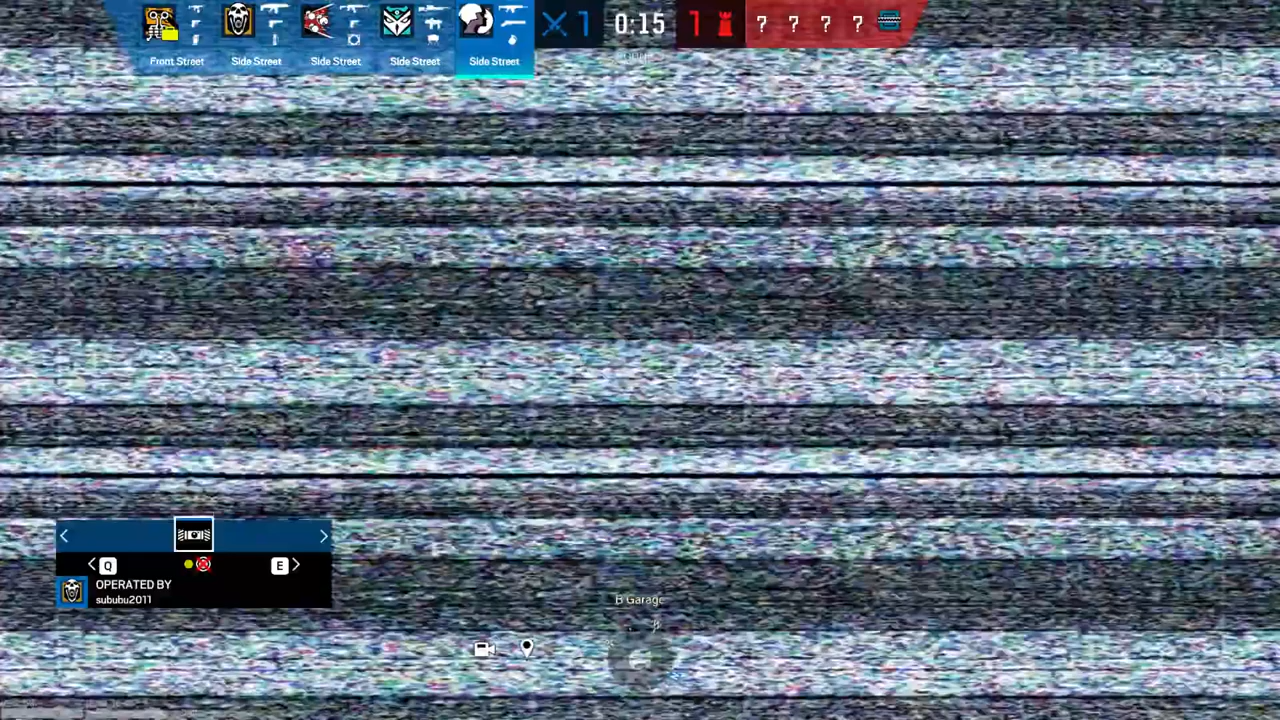 1 0:15 1 ? ? ? ?
Front Street Side Street Side Street Side Street Side Street
Q E
OPERATED BY
sububu2011
B Garage